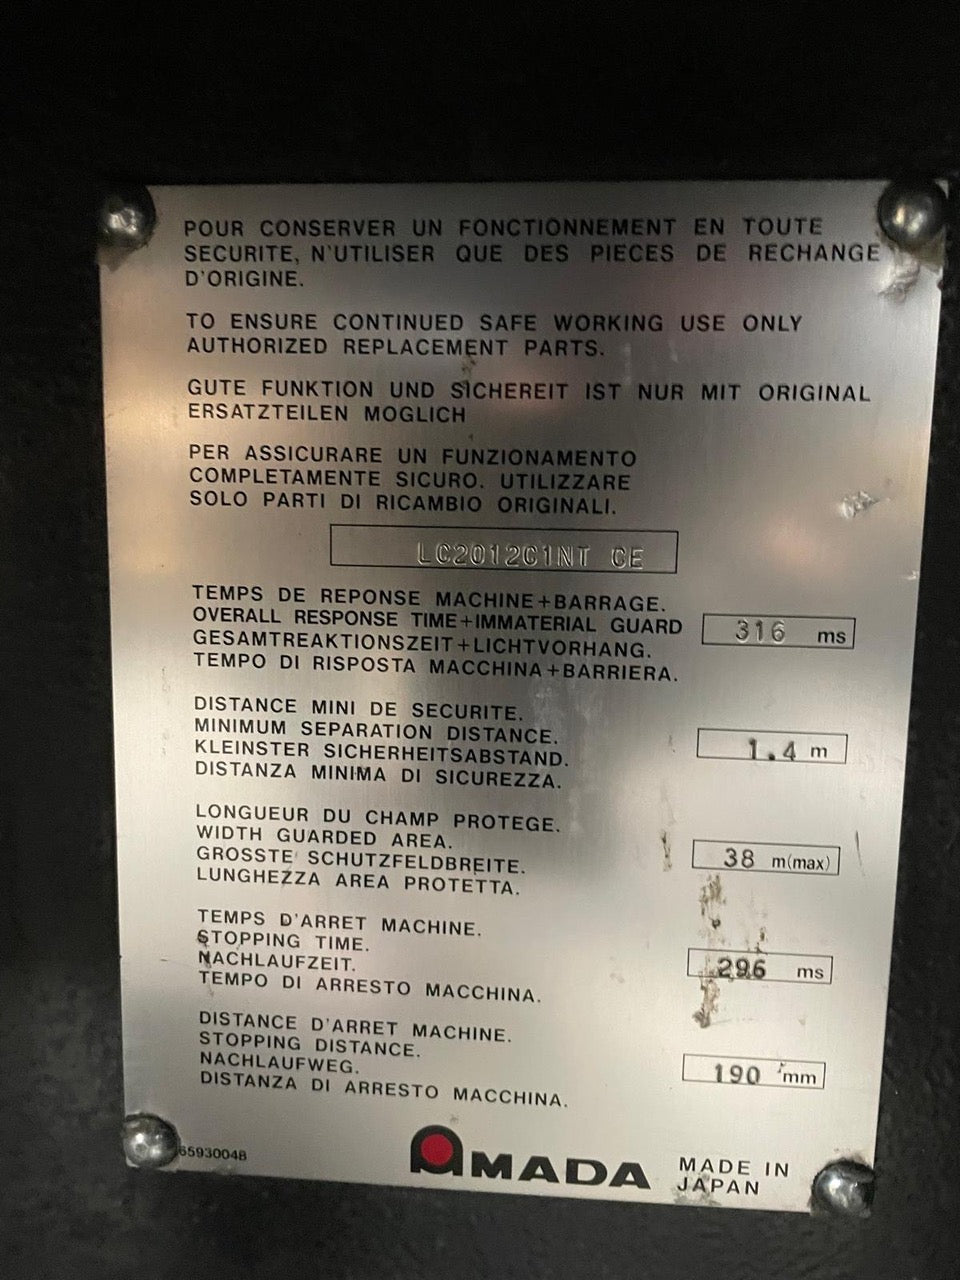 POUR CONSERVER UN FONCTIONNEMENT EN TOUTE
SECURITE, N'UTILISER QUE DES PIECES DE RECHANGE
D'ORIGINE.
TO ENSURE CONTINUED SAFE WORKING USE ONLY
AUTHORIZED REPLACEMENT PARTS.
GUTE FUNKTION UND SICHEREIT IST NUR MIT ORIGINAL
ERSATZTEILEN MOGLICH
PER ASSICURARE UN FUNZIONAMENTO
COMPLETAMENTE SICURO. UTILIZZARE
SOLO PARTI DI RICAMBIO ORIGINALI.
LC2012C1NT CE
TEMPS DE REPONSE MACHINE+BARRAGE.
OVERALL RESPONSE TIME+IMMATERIAL GUARD 316 ms
GESAMTREAKTIONSZEIT+LICHTVORHANG.
TEMPO DI RISPOSTA MACCHINA+BARRIERA.
DISTANCE MINI DE SECURITE.
MINIMUM SEPARATION DISTANCE. 1.4 m
KLEINSTER SICHERHEITSABSTAND.
DISTANZA MINIMA DI SICUREZZA.
LONGUEUR DU CHAMP PROTEGE.
WIDTH GUARDED AREA. 38 m(max)
GROSSTE SCHUTZFELDBREITE.
LUNGHEZZA AREA PROTETTA.
TEMPS D'ARRET MACHINE.
STOPPING TIME. 296 ms
NACHLAUFZEIT.
TEMPO DI ARRESTO MACCHINA.
DISTANCE D'ARRET MACHINE.
STOPPING DISTANCE. 190 mm
NACHLAUFWEG.
DISTANZA DI ARRESTO MACCHINA.
65930048
AMADA MADE IN
JAPAN